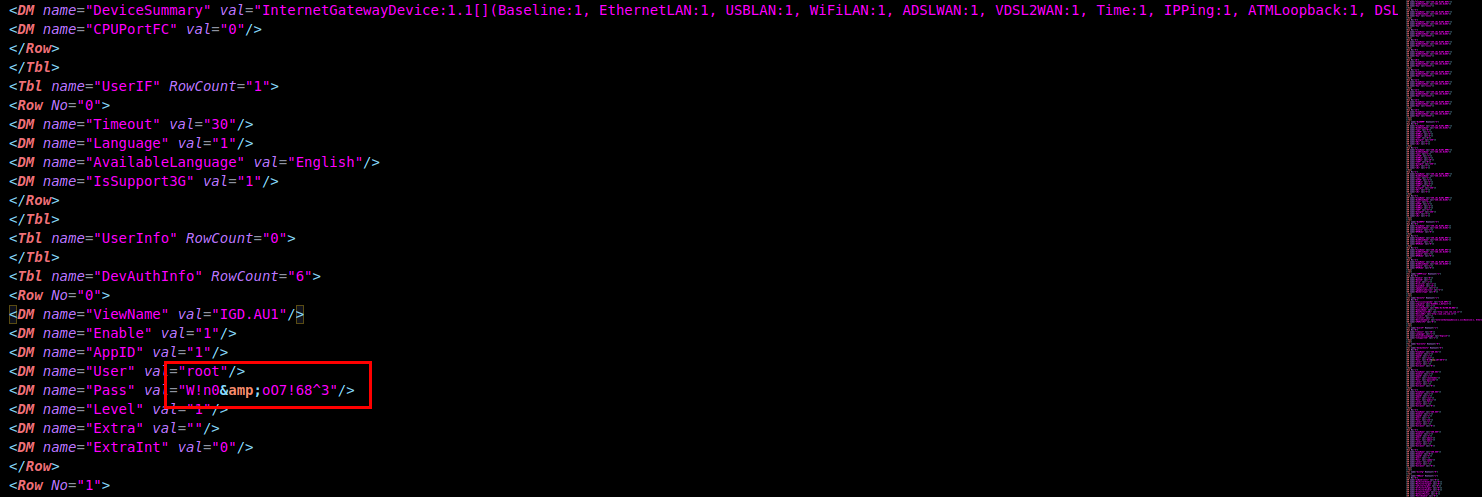 <DM name="DeviceSummary" val="InternetGatewayDevice:1.1[](Baseline:1, EthernetLAN:1, USBLAN:1, WiFiLAN:1, ADSLWAN:1, VDSL2WAN:1, Time:1, IPPing:1, ATMLoopback:1, DSL
<DM name="CPUPortFC" val="0"/>
</Row>
</Tbl>
<Tbl name="UserIF" RowCount="1">
<Row No="0">
<DM name="Timeout" val="30"/>
<DM name="Language" val="1"/>
<DM name="AvailableLanguage" val="English"/>
<DM name="IsSupport3G" val="1"/>
</Row>
</Tbl>
<Tbl name="UserInfo" RowCount="0">
</Tbl>
<Tbl name="DevAuthInfo" RowCount="6">
<Row No="0">
<DM name="ViewName" val="IGD.AU1"/>
<DM name="Enable" val="1"/>
<DM name="AppID" val="1"/>
<DM name="User" val="root"/>
<DM name="Pass" val="W!n0&amp;oO7!68^3"/>
<DM name="Level" val="1"/>
<DM name="Extra" val=""/>
<DM name="ExtraInt" val="0"/>
</Row>
<Row No="1">